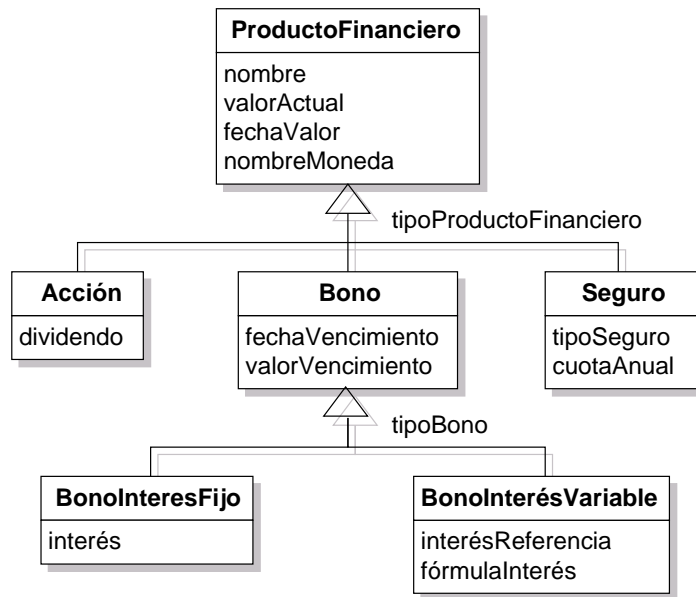 ProductoFinanciero
nombre
valorActual
fechaValor
nombreMoneda
tipoProductoFinanciero
Acción
dividendo
Bono
fechaVencimiento
valorVencimiento
Seguro
tipoSeguro
cuotaAnual
tipoBono
BonoInteresFijo
interés
BonoInterésVariable
interésReferencia
fórmulaInterés